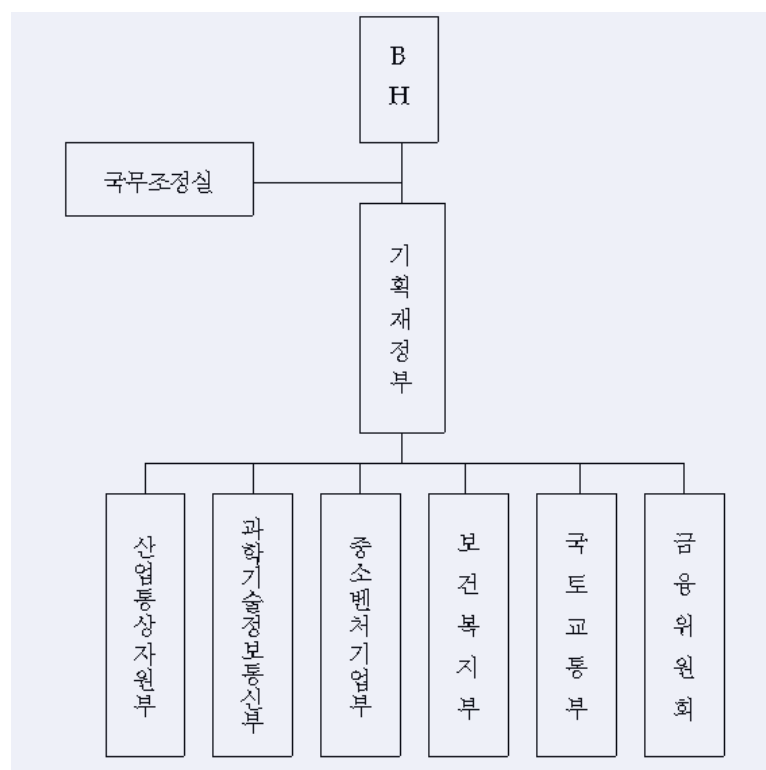 BH
국무조정실
기획재정부
산업통상자원부
과학기술정보통신부
중소벤처기업부
보건복지부
국토교통부
금융위원회